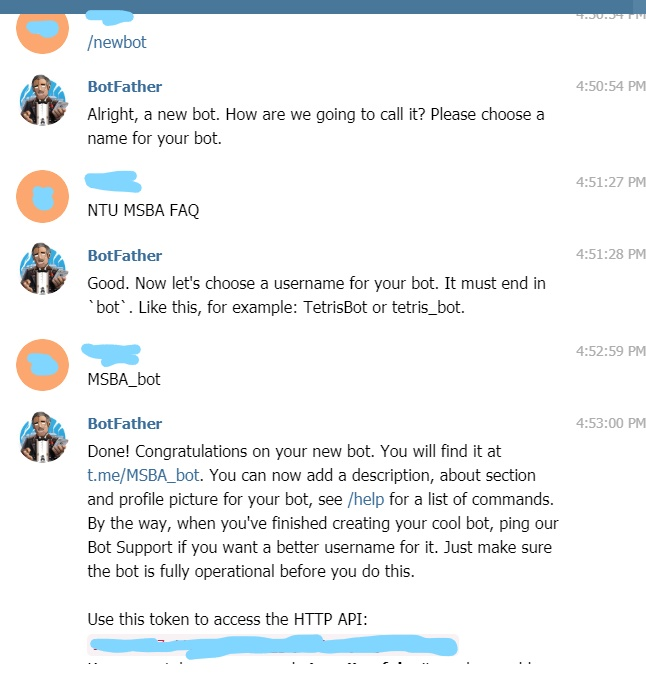 4:50:54 PM
/newbot
BotFather 4:50:54 PM
Alright, a new bot. How are we going to call it? Please choose a
name for your bot.
4:51:27 PM
NTU MSBA FAQ
BotFather 4:51:28 PM
Good. Now let's choose a username for your bot. It must end in
`bot`. Like this, for example: TetrisBot or tetris_bot.
4:52:59 PM
MSBA_bot
BotFather 4:53:00 PM
Done! Congratulations on your new bot. You will find it at
t.me/MSBA_bot. You can now add a description, about section
and profile picture for your bot, see /help for a list of commands.
By the way, when you've finished creating your cool bot, ping our
Bot Support if you want a better username for it. Just make sure
the bot is fully operational before you do this.
Use this token to access the HTTP API: